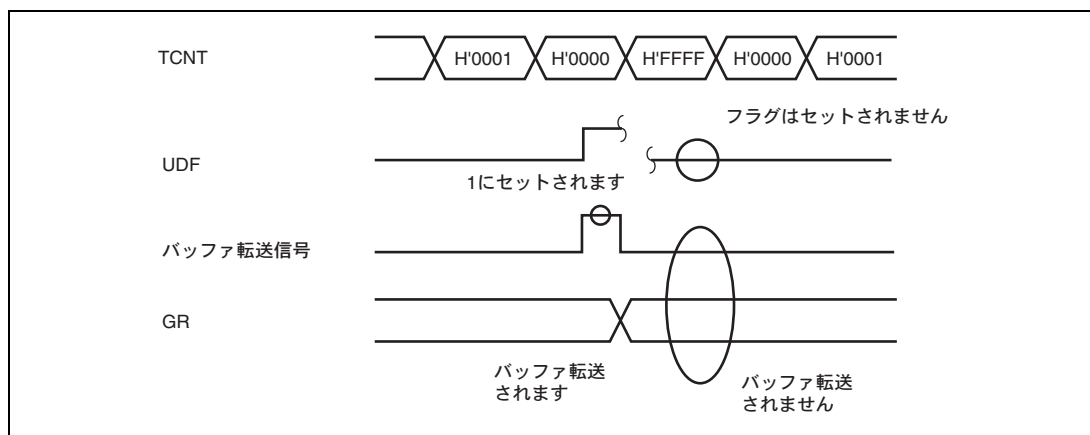 TCNT
H'0001 H'0000 H'FFFF H'0000 H'0001
フラグはセットされません
UDF
1にセットされます
バッファ転送信号
GR
バッファ転送
されます
バッファ転送
されません